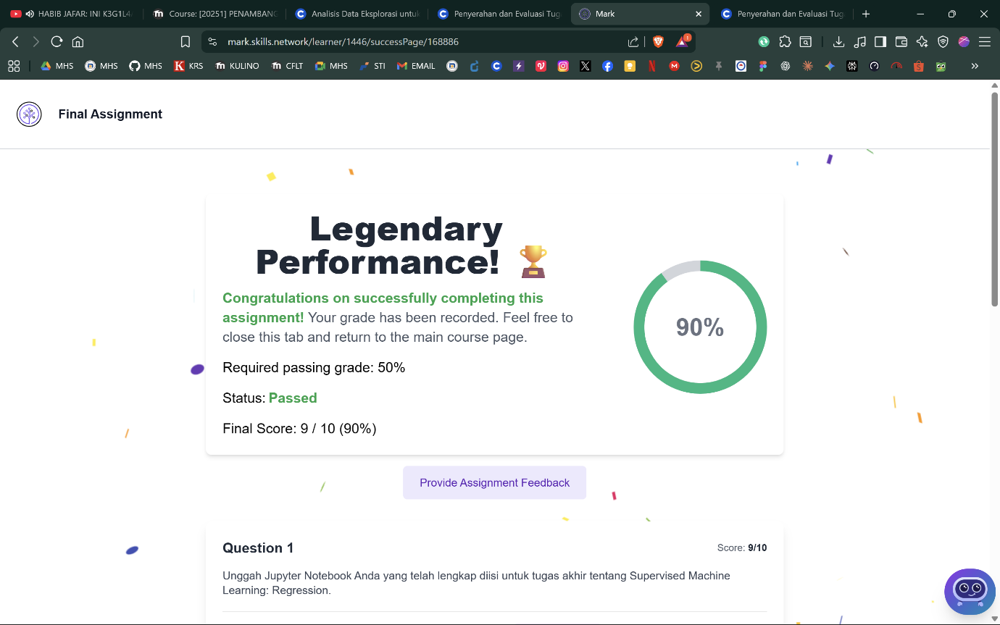 HABIB JAFAR: INI K3G1L4
Course: [20251] PENAMBANG
Analisis Data Eksplorasi untuk
Penyerahan dan Evaluasi Tug
Mark
Penyerahan dan Evaluasi Tug
mark.skills.network/learner/1446/successPage/168886
MHS
MHS
MHS
KRS
KULINO
CFLT
MHS
STI
EMAIL
Final Assignment
Legendary
Performance!
90%
Congratulations on successfully completing this
assignment! Your grade has been recorded. Feel free to
close this tab and return to the main course page.
Required passing grade: 50%
Status: Passed
Final Score: 9 / 10 (90%)
Provide Assignment Feedback
Question 1
Score: 9/10
Unggah Jupyter Notebook Anda yang telah lengkap diisi untuk tugas akhir tentang Supervised Machine
Learning: Regression.